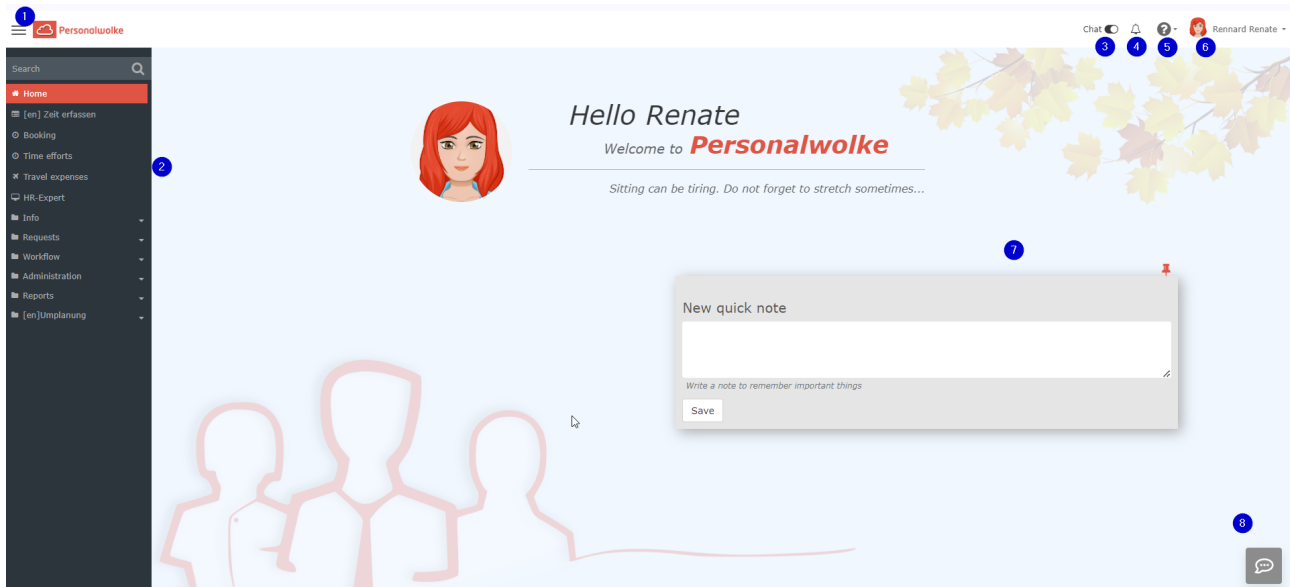 1
Personalwolke
Chat
Rennard Renate
3
4
5
6
Search
Home
[en] Zeit erfassen
Booking
Time efforts
2
Travel expenses
HR-Expert
Info
Requests
Workflow
Administration
Reports
[en]Umplanung
Hello Renate
Welcome to Personalwolke
Sitting can be tiring. Do not forget to stretch sometimes...
7
New quick note
Write a note to remember important things
Save
8